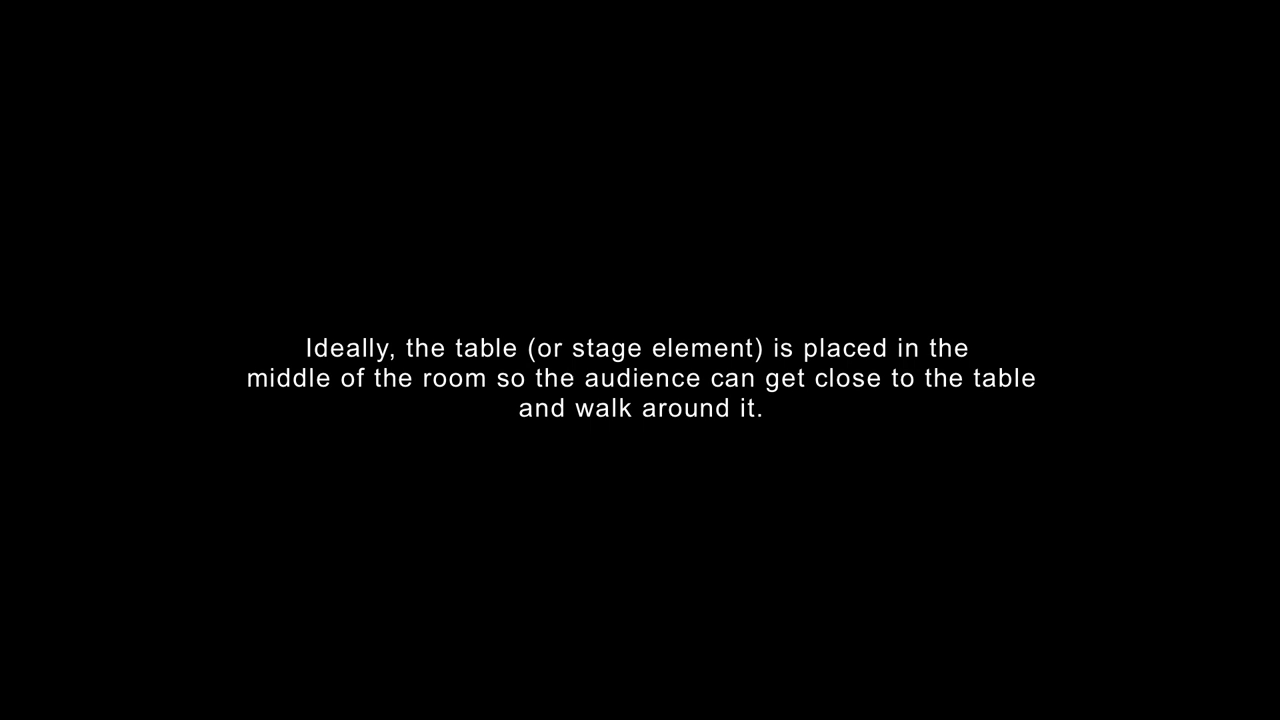 Ideally, the table (or stage element) is placed in the
middle of the room so the audience can get close to the table
and walk around it.